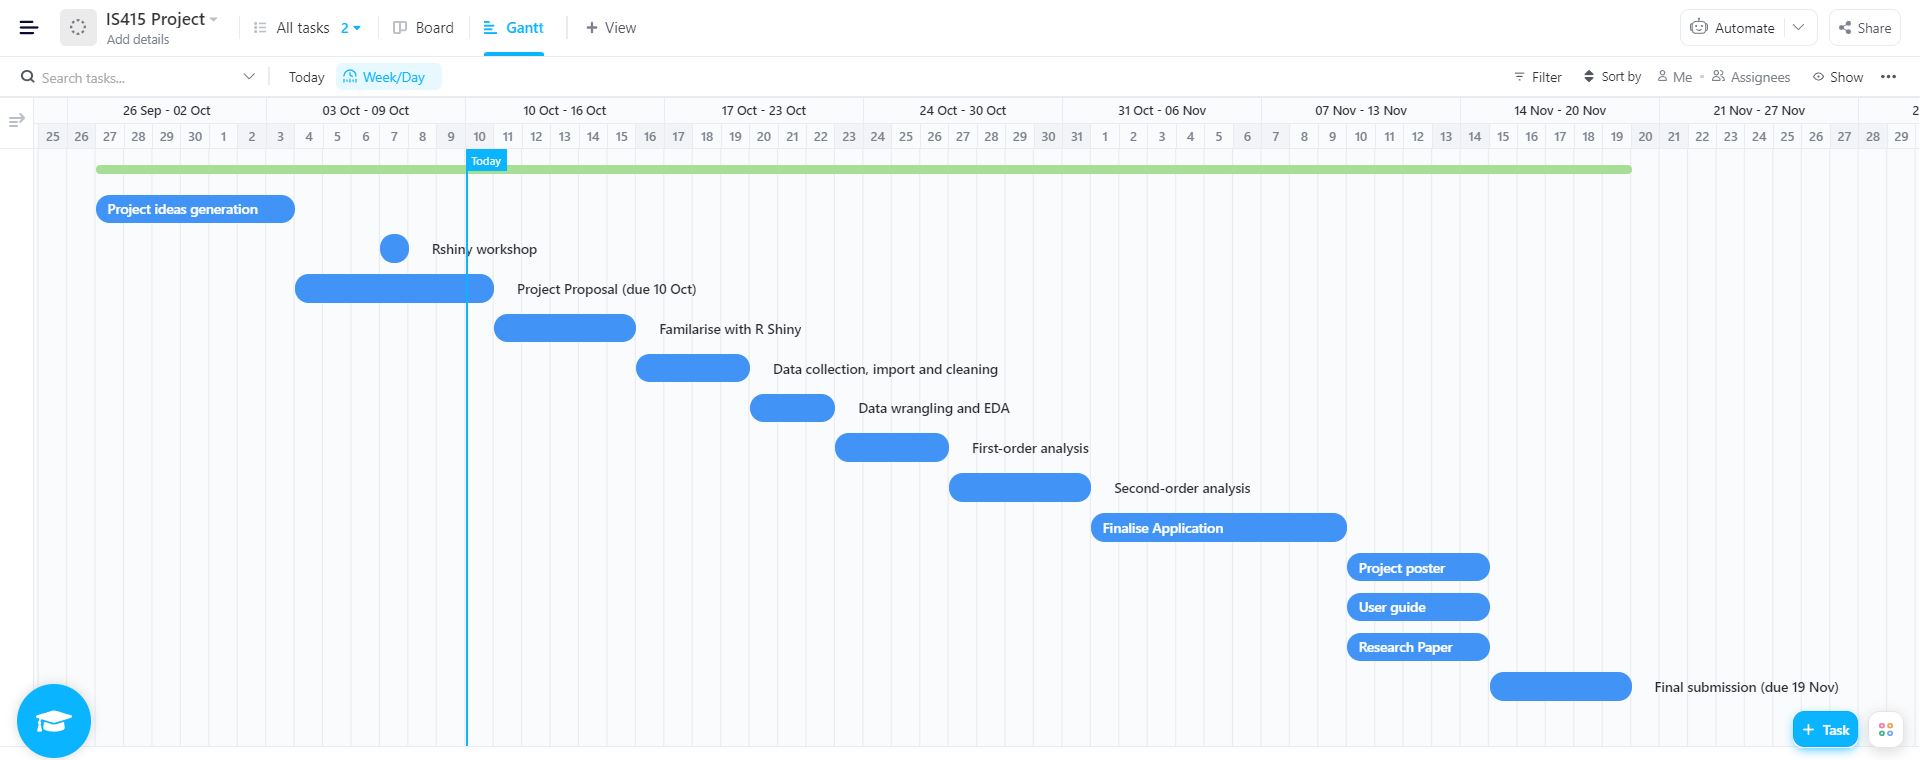 IS415 Project
Add details
All tasks 2
Board
Gantt
+ View
Automate
Share
Search tasks...
Today
Week/Day
Filter
Sort by
Me
Assignees
Show
26 Sep - 02 Oct 03 Oct - 09 Oct 10 Oct - 16 Oct 17 Oct - 23 Oct 24 Oct - 30 Oct 31 Oct - 06 Nov 07 Nov - 13 Nov 14 Nov - 20 Nov 21 Nov - 27 Nov 2
25 26 27 28 29 30 1 2 3 4 5 6 7 8 9 10 11 12 13 14 15 16 17 18 19 20 21 22 23 24 25 26 27 28 29 30 31 1 2 3 4 5 6 7 8 9 10 11 12 13 14 15 16 17 18 19 20 21 22 23 24 25 26 27 28 29
Today
Project ideas generation
Rshiny workshop
Project Proposal (due 10 Oct)
Familarise with R Shiny
Data collection, import and cleaning
Data wrangling and EDA
First-order analysis
Second-order analysis
Finalise Application
Project poster
User guide
Research Paper
Final submission (due 19 Nov)
+ Task